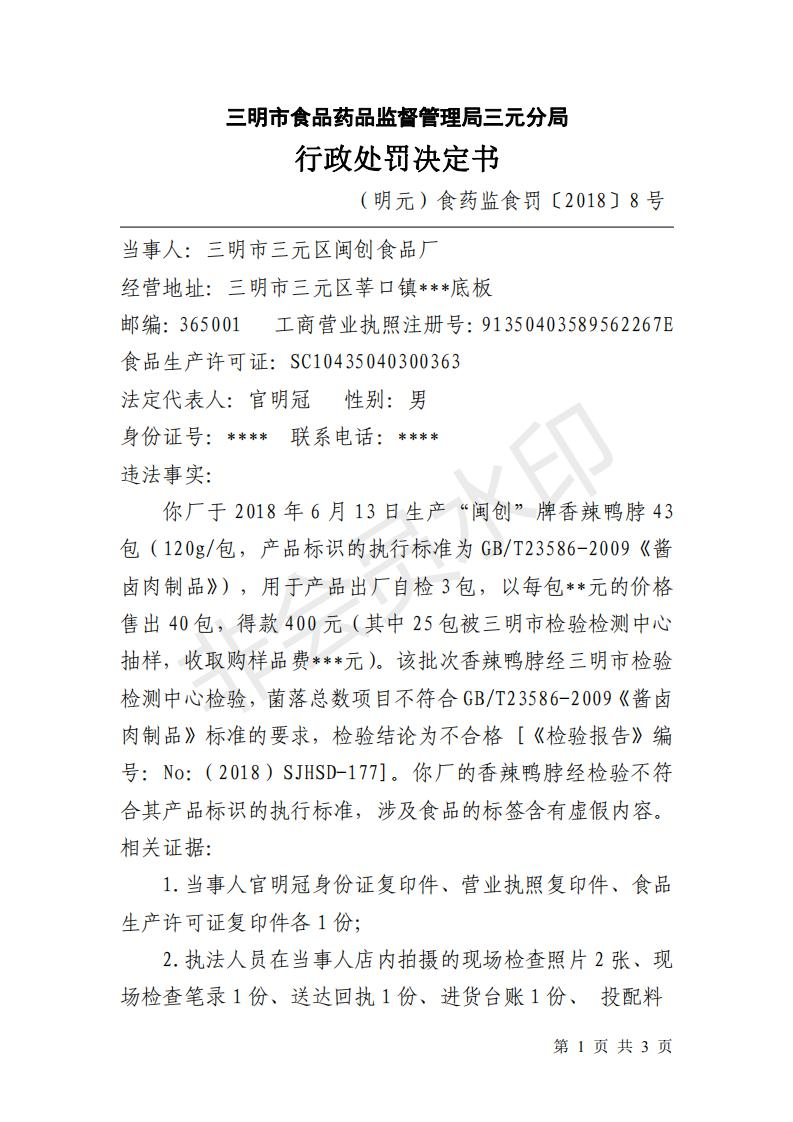 三明市食品药品监督管理局三元分局
行政处罚决定书
（明元）食药监食罚〔2018〕8 号
当事人：三明市三元区闽创食品厂
经营地址：三明市三元区莘口镇***底板
邮编：365001 工商营业执照注册号：91350403589562267E
食品生产许可证：SC10435040300363
法定代表人：官明冠 性别：男
身份证号：**** 联系电话：****
违法事实：
你厂于 2018 年 6 月 13 日生产“闽创”牌香辣鸭脖 43
包（120g/包，产品标识的执行标准为 GB/T23586-2009《酱
卤肉制品》），用于产品出厂自检 3 包，以每包**元的价格
售出 40 包，得款 400 元（其中 25 包被三明市检验检测中心
抽样，收取购样品费***元）。该批次香辣鸭脖经三明市检验
检测中心检验，菌落总数项目不符合 GB/T23586-2009《酱卤
肉制品》标准的要求，检验结论为不合格 [《检验报告》编
号：No：（2018）SJHSD-177]。你厂的香辣鸭脖经检验不符
合其产品标识的执行标准，涉及食品的标签含有虚假内容。
相关证据：
1.当事人官明冠身份证复印件、营业执照复印件、食品
生产许可证复印件各 1 份；
2.执法人员在当事人店内拍摄的现场检查照片 2 张、现
场检查笔录 1 份、送达回执 1 份、进货台账 1 份、 投配料
第 1 页 共 3 页
非会员水印